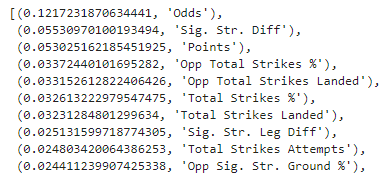 [(0.1217231870634441, 'Odds'),
(0.05530970100193494, 'Sig. Str. Diff'),
(0.053025162185451925, 'Points'),
(0.03372440101695282, 'Opp Total Strikes %'),
(0.033152612822406426, 'Opp Total Strikes Landed'),
(0.032613222979547475, 'Total Strikes %'),
(0.03231284801299634, 'Total Strikes Landed'),
(0.025131599718774305, 'Sig. Str. Leg Diff'),
(0.024803420064386253, 'Total Strikes Attempts'),
(0.024411239907425338, 'Opp Sig. Str. Ground %'),